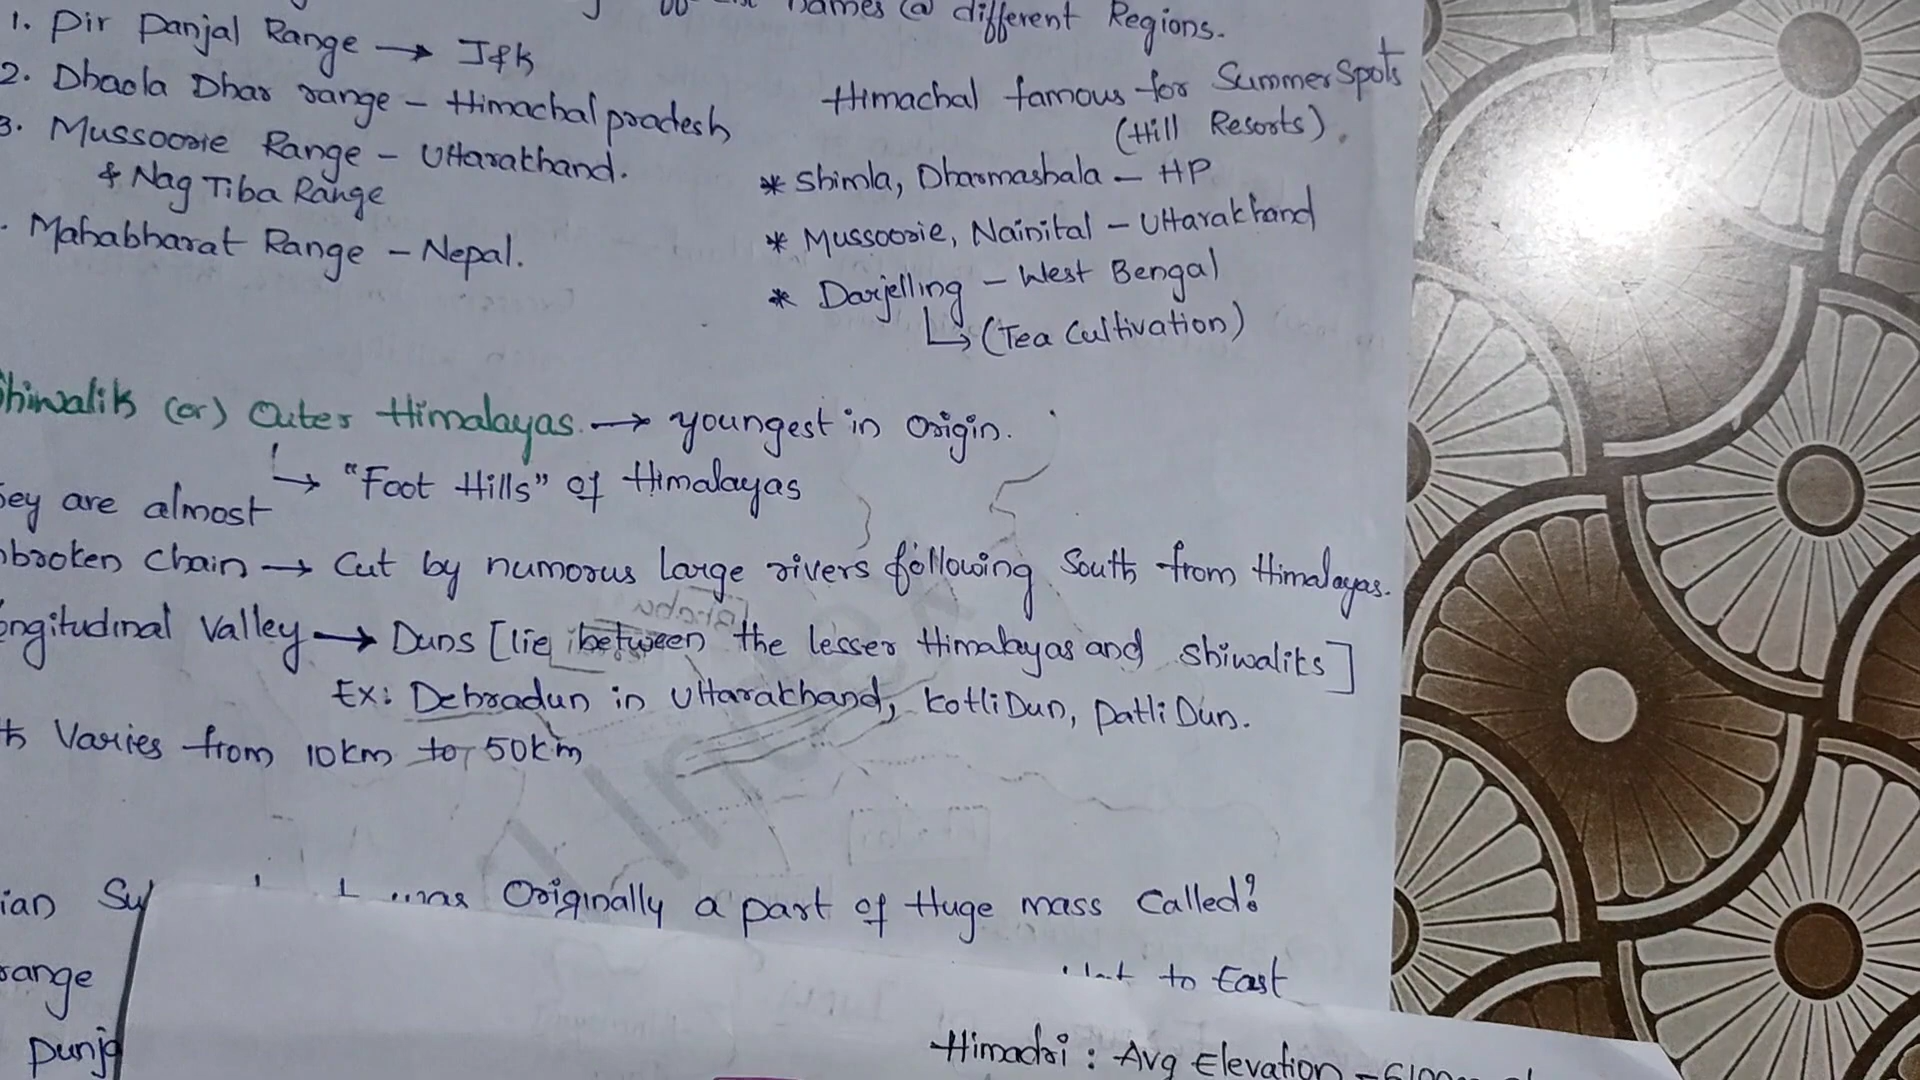 names @ different Regions.
1. Pir Panjal Range → J&K
2. Dhaola Dhar range - Himachal pradesh
3. Mussoorie Range - Uttarakhand.
& Nag Tiba Range
. Mahabharat Range - Nepal.
Himachal famous for Summer Spots
(Hill Resorts).
* Shimla, Dharmashala - HP
* Mussoorie, Nainital - Uttarakhand
* Darjelling - West Bengal
↳ (Tea Cultivation)
Shiwalik (or) Outer Himalayas. → youngest in Origin.
↳ "Foot Hills" of Himalayas
ey are almost
broken Chain → Cut by numorus large rivers following South from Himalayas.
ongitudinal Valley → Duns [lie between the lesser Himalayas and shiwaliks]
Ex: Dehradun in Uttarakhand, Kotli Dun, Patli Dun.
th Varies from 10km to 50km
ian Sy was Originally a part of Huge mass Called?
range to East
Punj
Himadri : Avg Elevation -